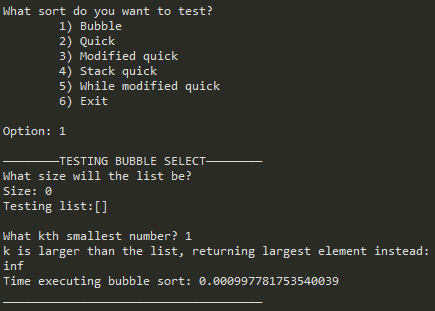 What sort do you want to test?
1) Bubble
2) Quick
3) Modified quick
4) Stack quick
5) While modified quick
6) Exit
Option: 1
————————TESTING BUBBLE SELECT————————
What size will the list be?
Size: 0
Testing list:[]
What kth smallest number? 1
k is larger than the list, returning largest element instead:
inf
Time executing bubble sort: 0.000997781753540039
_____________________________________